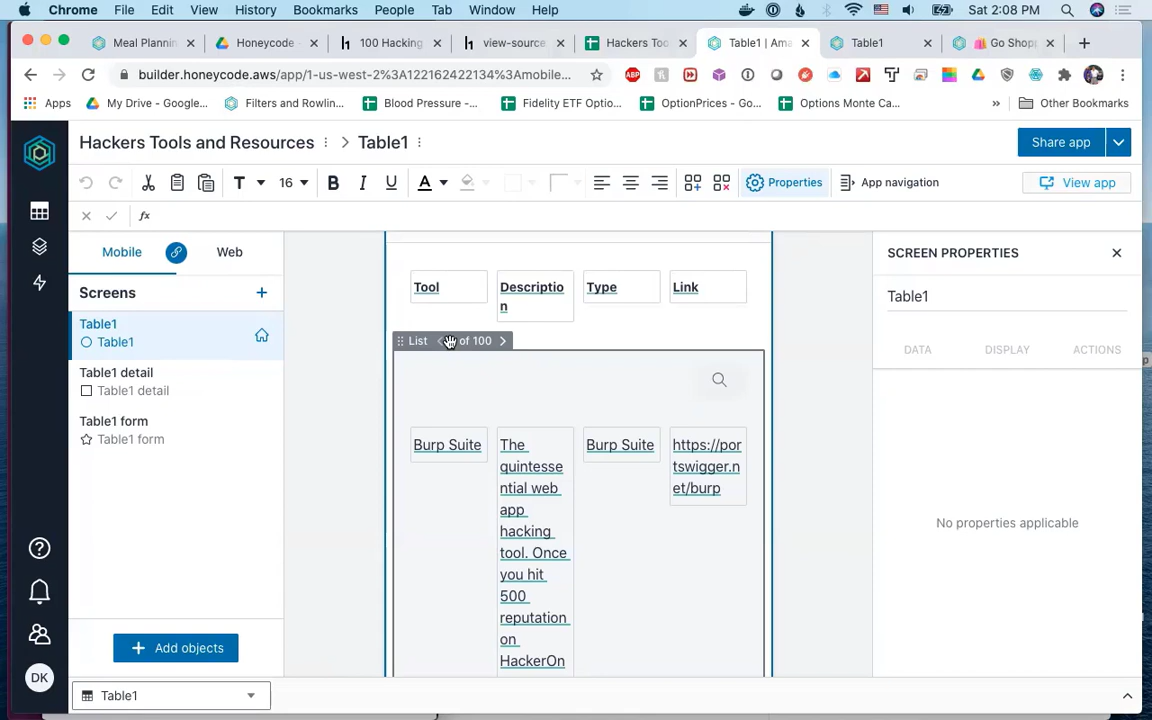 Chrome File Edit View History Bookmarks People Tab Window Help Sat 2:08 PM
Meal Plannin
Honeycode -
100 Hacking
view-source
Hackers Too
Table1 | Ama
Table1
Go Shopp
builder.honeycode.aws/app/1-us-west-2%3A122162422134%3Amobile...
Apps My Drive - Google... Filters and Rowlin... Blood Pressure -... Fidelity ETF Optio... OptionPrices - Go... Options Monte Ca... » Other Bookmarks
Hackers Tools and Resources > Table1
Share app
T 16 B I U A
Properties
App navigation
View app
fx
Mobile
Web
Screens
Table1
Table1
Table1 detail
Table1 detail
Table1 form
Table1 form
Add objects
DK
Table1
Tool
Descriptio
n
Type
Link
List
of 100
Burp Suite
The
quintesse
ntial web
app
hacking
tool. Once
you hit
500
reputation
on
HackerOn
Burp Suite
https://por
tswigger.n
et/burp
SCREEN PROPERTIES
Table1
DATA DISPLAY ACTIONS
No properties applicable